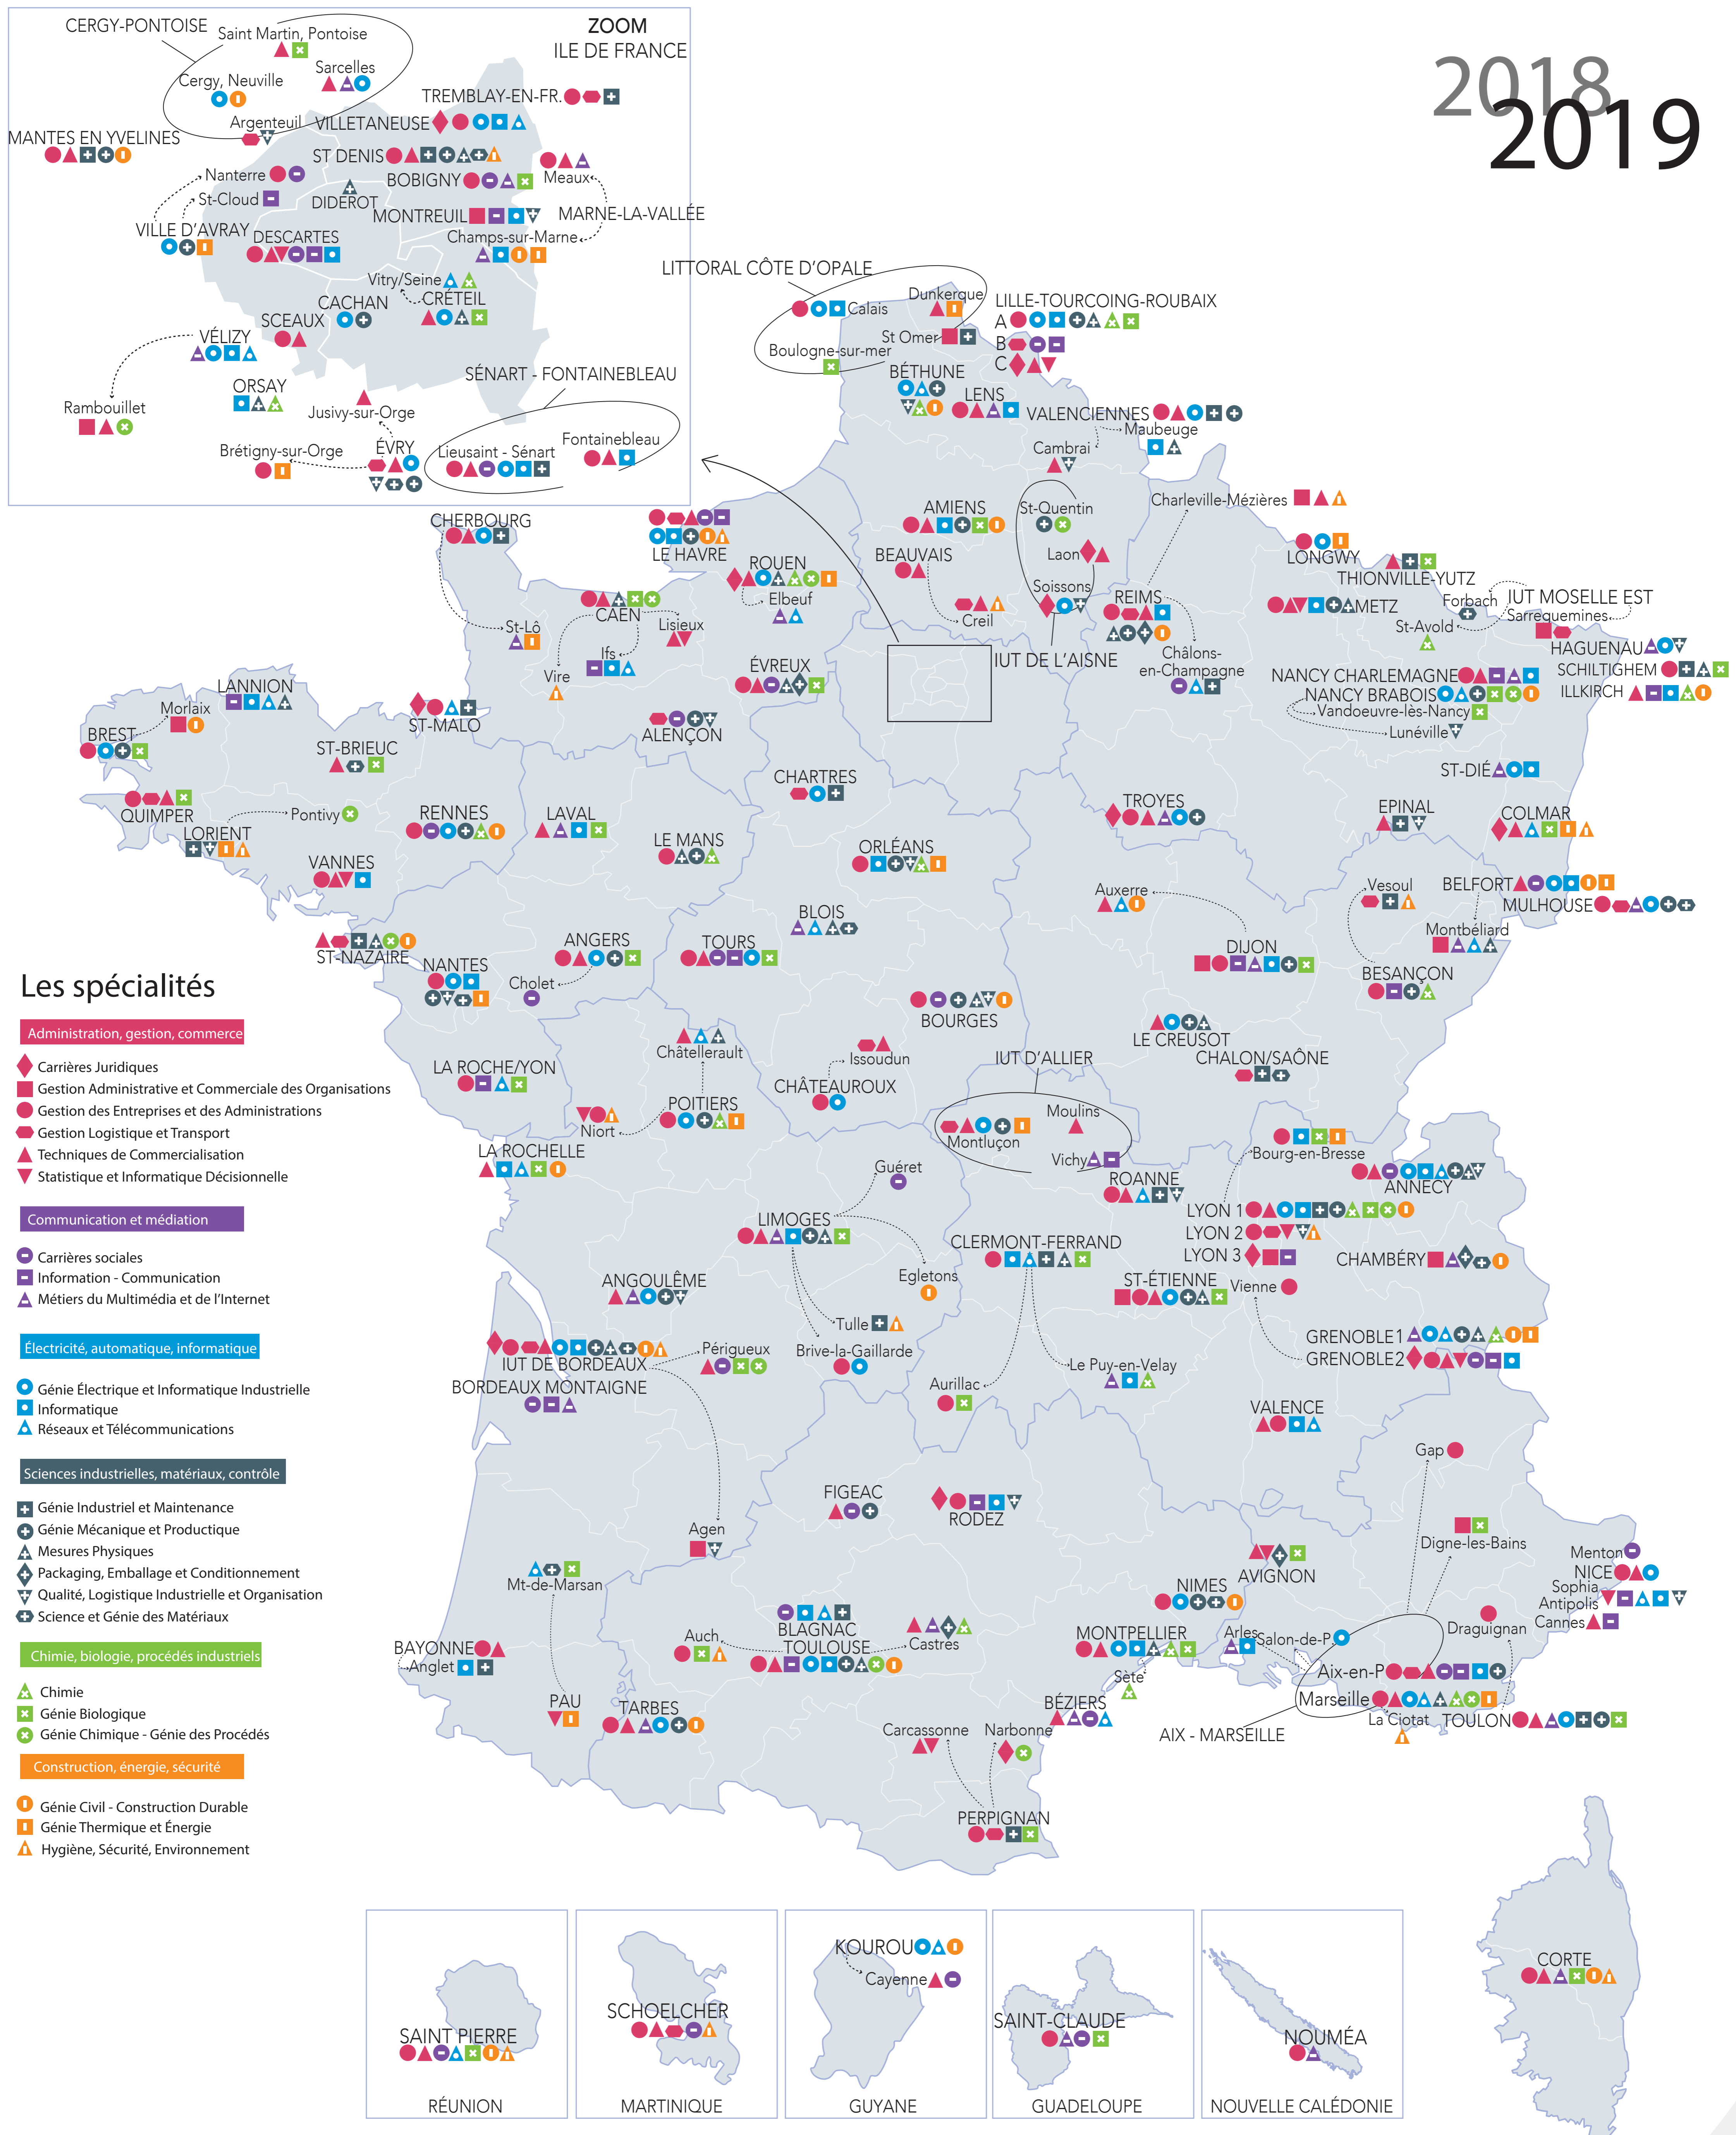 2018
2019
CERGY-PONTOISE
Saint Martin, Pontoise
ZOOM
ILE DE FRANCE
Sarcelles
Cergy, Neuville
TREMBLAY-EN-FR.
Argenteuil
VILLETANEUSE
MANTES EN YVELINES
ST DENIS
Nanterre
BOBIGNY
Meaux
St-Cloud
DIDEROT
MONTREUIL
MARNE-LA-VALLÉE
VILLE D'AVRAY
DESCARTES
Champs-sur-Marne
Vitry/Seine
CRÉTEIL
CACHAN
SCEAUX
VÉLIZY
ORSAY
SÉNART - FONTAINEBLEAU
Rambouillet
Jusivy-sur-Orge
Brétigny-sur-Orge
ÉVRY
Lieusaint - Sénart
Fontainebleau
LITTORAL CÔTE D'OPALE
Calais
Dunkerque
LILLE-TOURCOING-ROUBAIX
A
St Omer
B
Boulogne-sur-mer
C
BÉTHUNE
LENS
VALENCIENNES
Maubeuge
Cambrai
Charleville-Mézières
AMIENS
St-Quentin
CHERBOURG
LE HAVRE
BEAUVAIS
Laon
LONGWY
ROUEN
THIONVILLE-YUTZ
Elbeuf
Soissons
REIMS
METZ
Forbach
IUT MOSELLE EST
Sarreguemines
CAEN
Lisieux
Creil
St-Avold
St-Lô
HAGUENAU
Ifs
IUT DE L'AISNE
Châlons-
en-Champagne
SCHILTIGHEM
Vire
ÉVREUX
NANCY CHARLEMAGNE
ILLKIRCH
NANCY BRABOIS
LANNION
Vandoeuvre-lès-Nancy
Morlaix
ST-MALO
ALENÇON
Lunéville
BREST
ST-BRIEUC
ST-DIÉ
CHARTRES
QUIMPER
Pontivy
RENNES
LAVAL
TROYES
EPINAL
COLMAR
LORIENT
LE MANS
ORLÉANS
VANNES
Auxerre
Vesoul
BELFORT
MULHOUSE
BLOIS
Montbéliard
ST-NAZAIRE
ANGERS
TOURS
DIJON
NANTES
BESANÇON
Cholet
BOURGES
LE CREUSOT
Châtellerault
Issoudun
IUT D'ALLIER
CHALON/SAÔNE
LA ROCHE/YON
CHÂTEAUROUX
POITIERS
Moulins
Niort
Montluçon
LA ROCHELLE
Vichy
Bourg-en-Bresse
Guéret
ROANNE
ANNECY
LYON 1
LIMOGES
LYON 2
CLERMONT-FERRAND
LYON 3
CHAMBÉRY
ANGOULÊME
Egletons
ST-ÉTIENNE
Vienne
Tulle
GRENOBLE1
Périgueux
Brive-la-Gaillarde
GRENOBLE2
IUT DE BORDEAUX
Le Puy-en-Velay
BORDEAUX MONTAIGNE
Aurillac
VALENCE
Gap
FIGEAC
RODEZ
Agen
Digne-les-Bains
Menton
Mt-de-Marsan
AVIGNON
NICE
NIMES
Sophia
Antipolis
BLAGNAC
Cannes
Auch
TOULOUSE
Castres
MONTPELLIER
Arles
Salon-de-P
Draguignan
BAYONNE
Anglet
Sète
Aix-en-P
PAU
TARBES
BÉZIERS
Marseille
Carcassonne
Narbonne
La Ciotat
TOULON
AIX - MARSEILLE
PERPIGNAN
Les spécialités
Administration, gestion, commerce
Carrières Juridiques
Gestion Administrative et Commerciale des Organisations
Gestion des Entreprises et des Administrations
Gestion Logistique et Transport
Techniques de Commercialisation
Statistique et Informatique Décisionnelle
Communication et médiation
Carrières sociales
Information - Communication
Métiers du Multimédia et de l'Internet
Électricité, automatique, informatique
Génie Électrique et Informatique Industrielle
Informatique
Réseaux et Télécommunications
Sciences industrielles, matériaux, contrôle
Génie Industriel et Maintenance
Génie Mécanique et Productique
Mesures Physiques
Packaging, Emballage et Conditionnement
Qualité, Logistique Industrielle et Organisation
Science et Génie des Matériaux
Chimie, biologie, procédés industriels
Chimie
Génie Biologique
Génie Chimique - Génie des Procédés
Construction, énergie, sécurité
Génie Civil - Construction Durable
Génie Thermique et Énergie
Hygiène, Sécurité, Environnement
SAINT PIERRE
RÉUNION
SCHOELCHER
MARTINIQUE
KOUROU
Cayenne
GUYANE
SAINT-CLAUDE
GUADELOUPE
NOUMÉA
NOUVELLE CALÉDONIE
CORTE